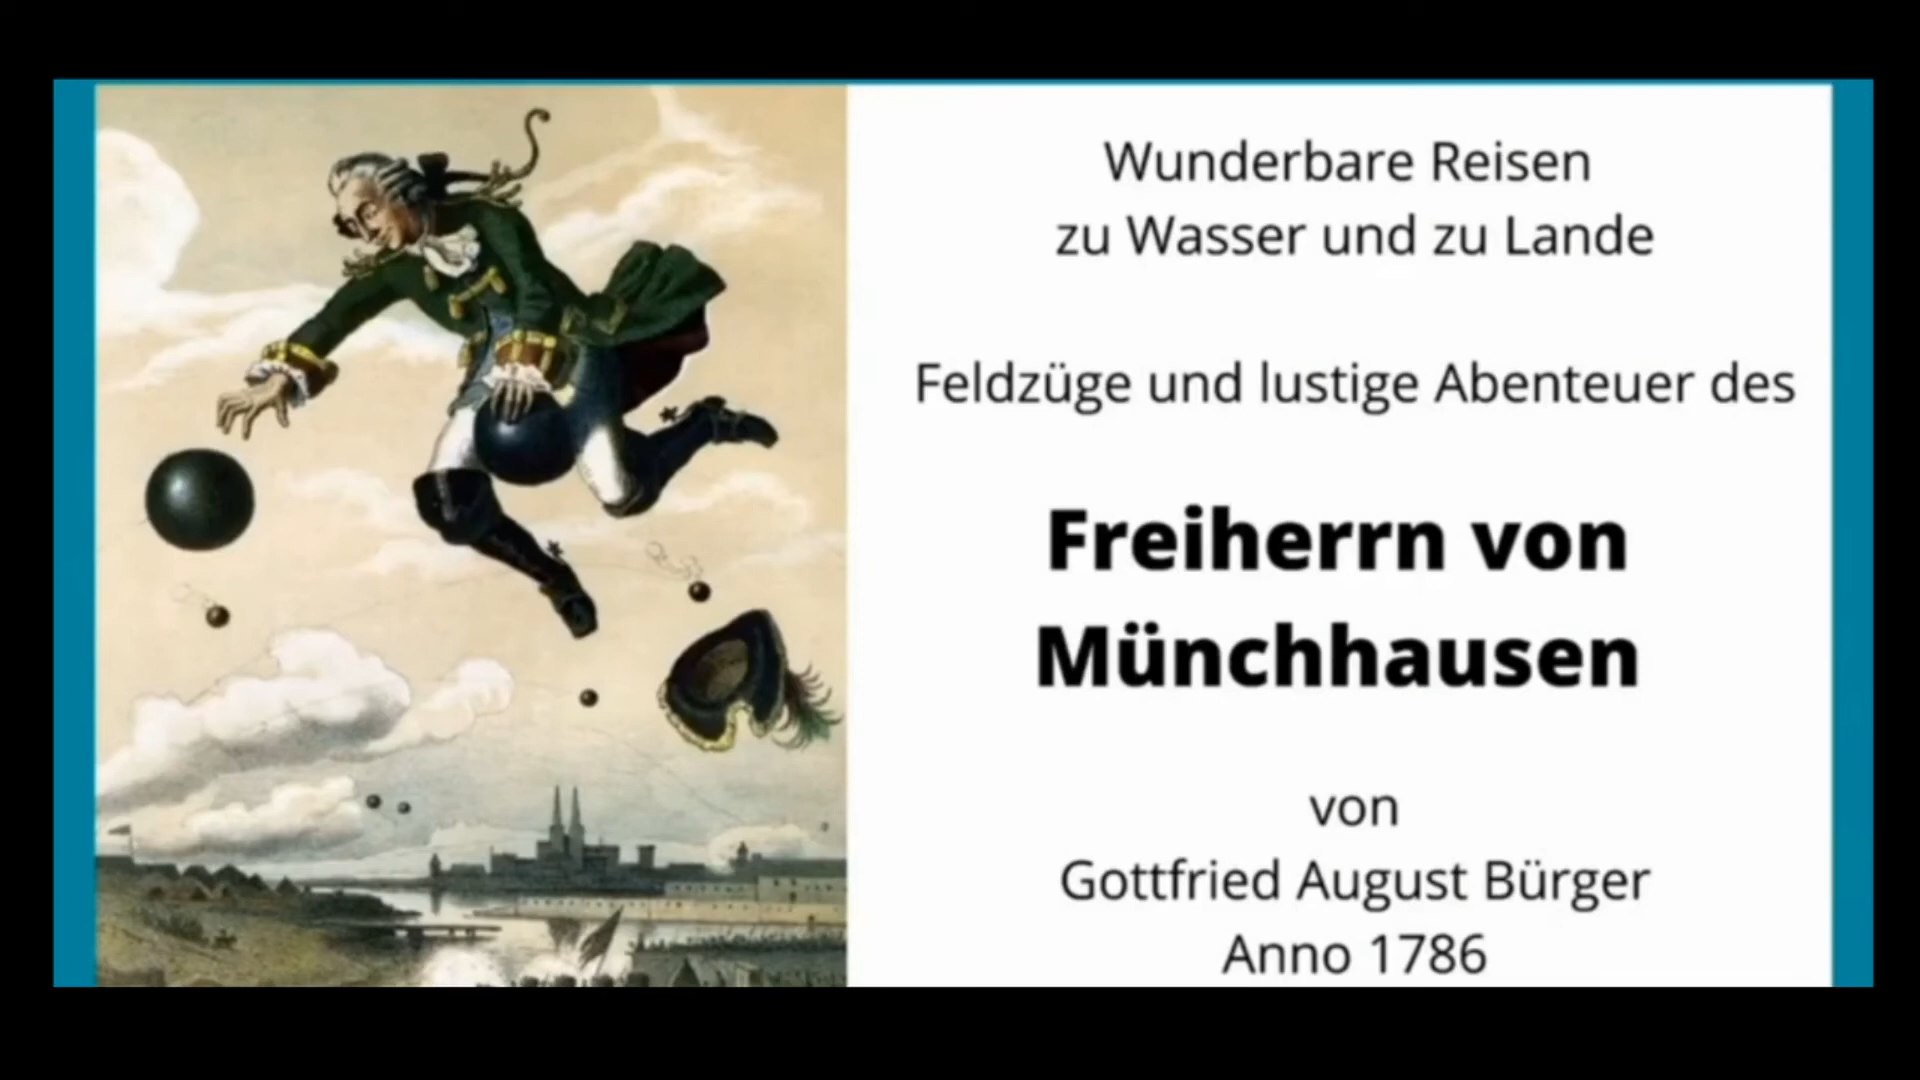 Wunderbare Reisen
zu Wasser und zu Lande
Feldzüge und lustige Abenteuer des
Freiherrn von
Münchhausen
von
Gottfried August Bürger
Anno 1786